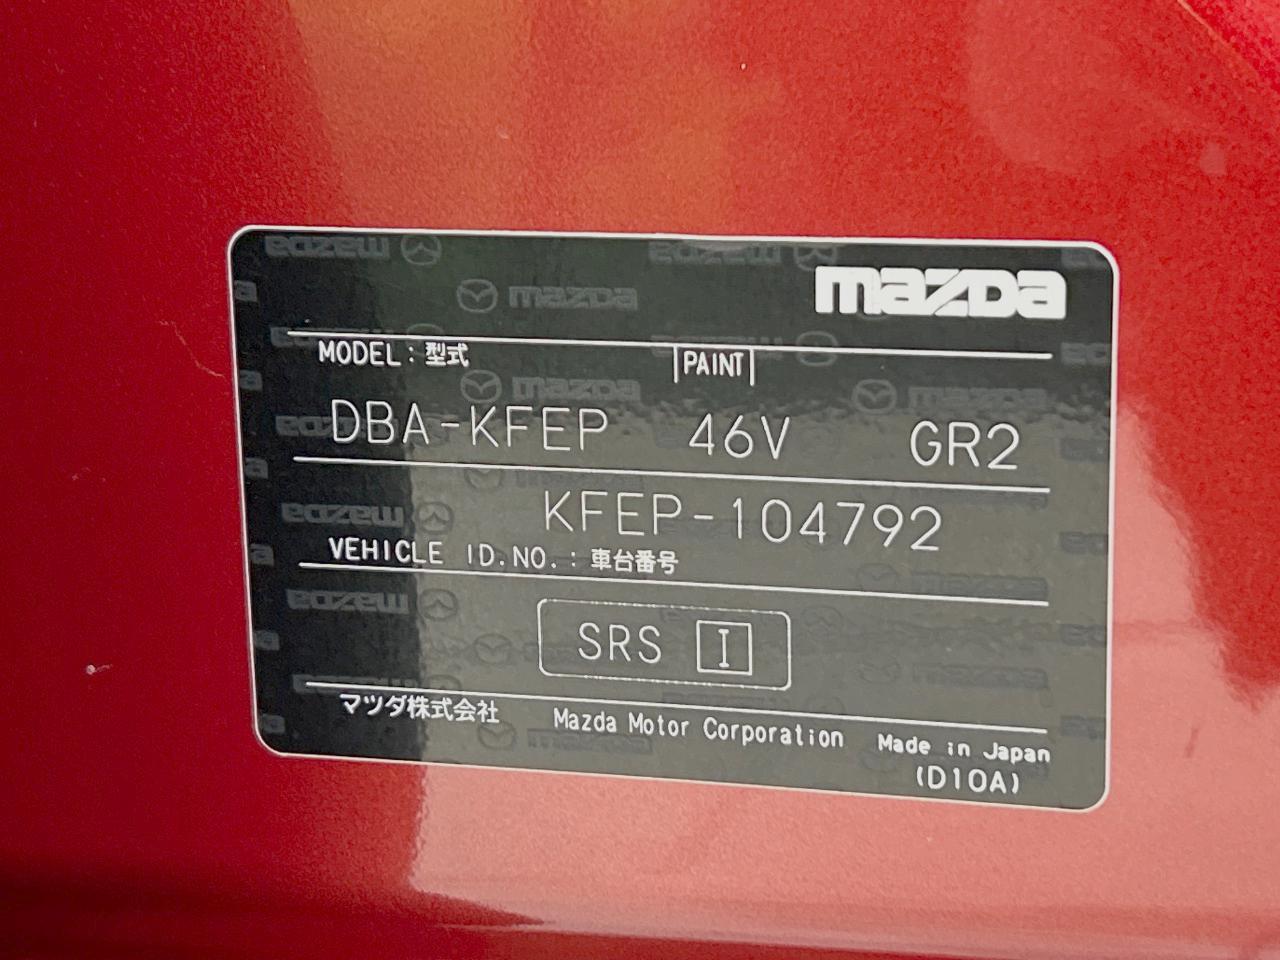 mazda
MODEL : 型式 PAINT
DBA-KFEP 46V GR2
KFEP-104792
VEHICLE ID.NO. : 車台番号
SRS I
マツダ株式会社 Mazda Motor Corporation Made in Japan
(D10A)